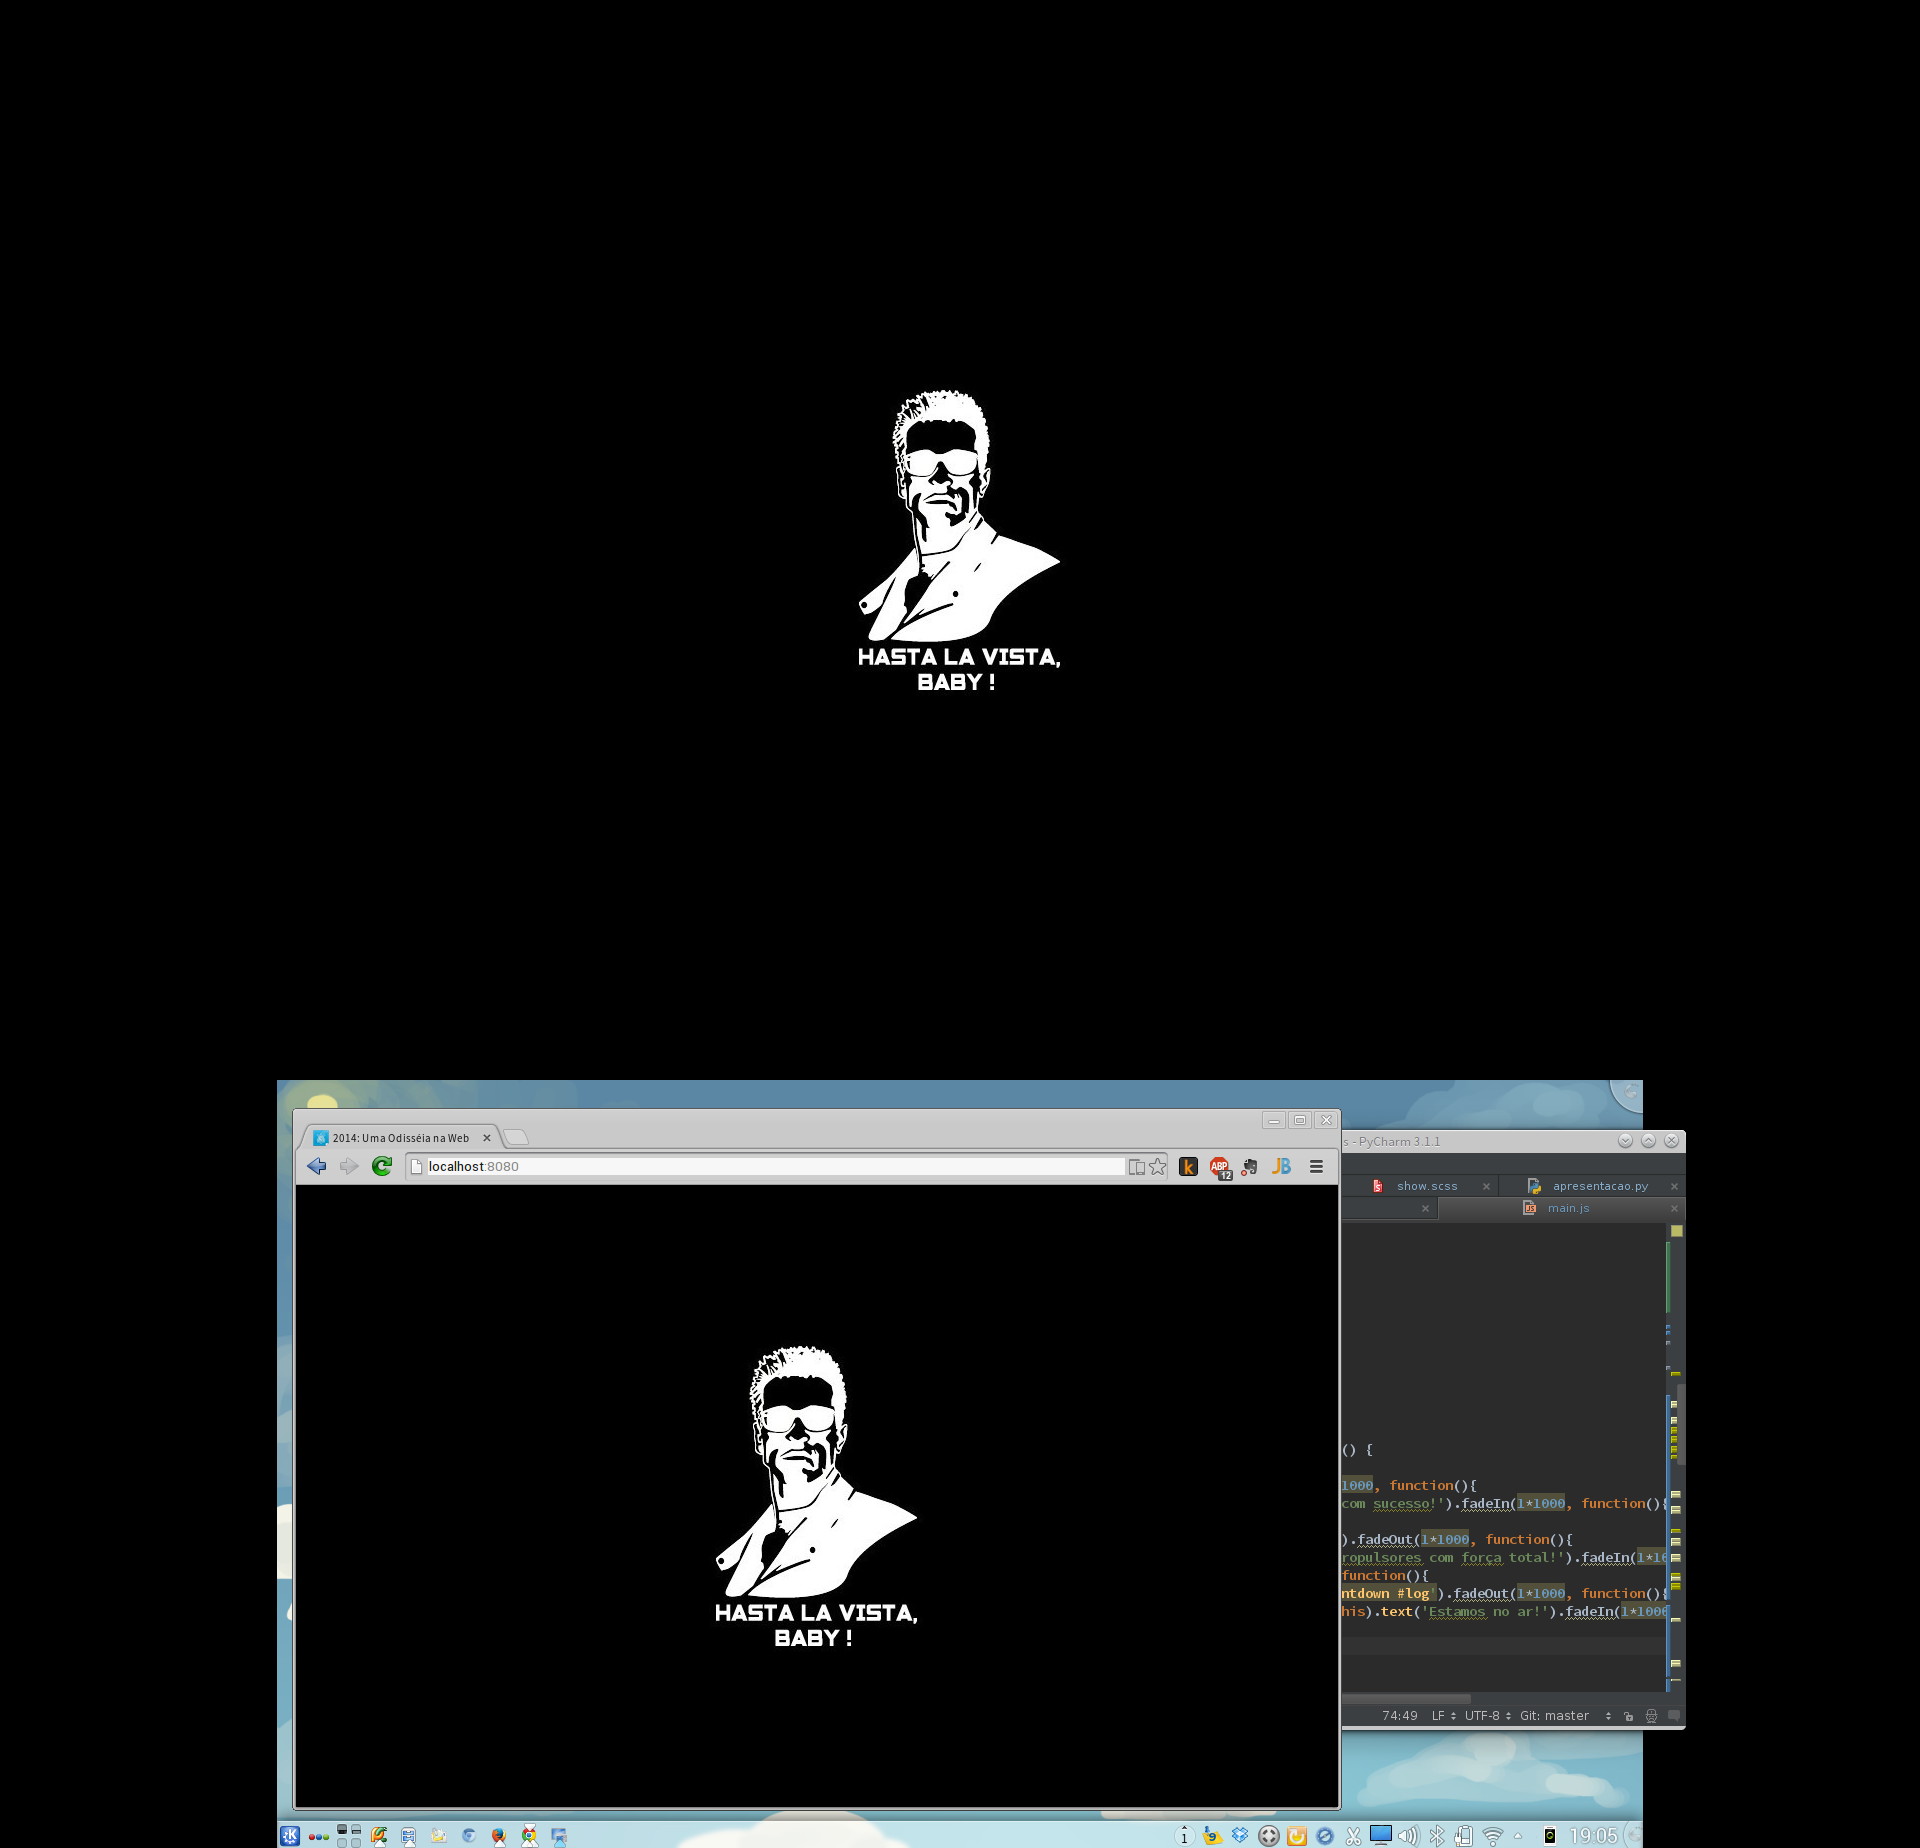 HASTA LA VISTA,
BABY !
2014: Uma Odisséia na Web
localhost:8080
ABP
12
JB
HASTA LA VISTA,
BABY !
s - PyCharm 3.1.1
show.scss
apresentacao.py
main.js
() {
1000, function(){
com sucesso!').fadeIn(1*1000, function(){
).fadeOut(1*1000, function(){
ropulsores com força total!').fadeIn(1*10
function(){
ntdown #log').fadeOut(1*1000, function(){
his).text('Estamos no ar!').fadeIn(1*1000
74:49 LF UTF-8 Git: master
1
9
19:05